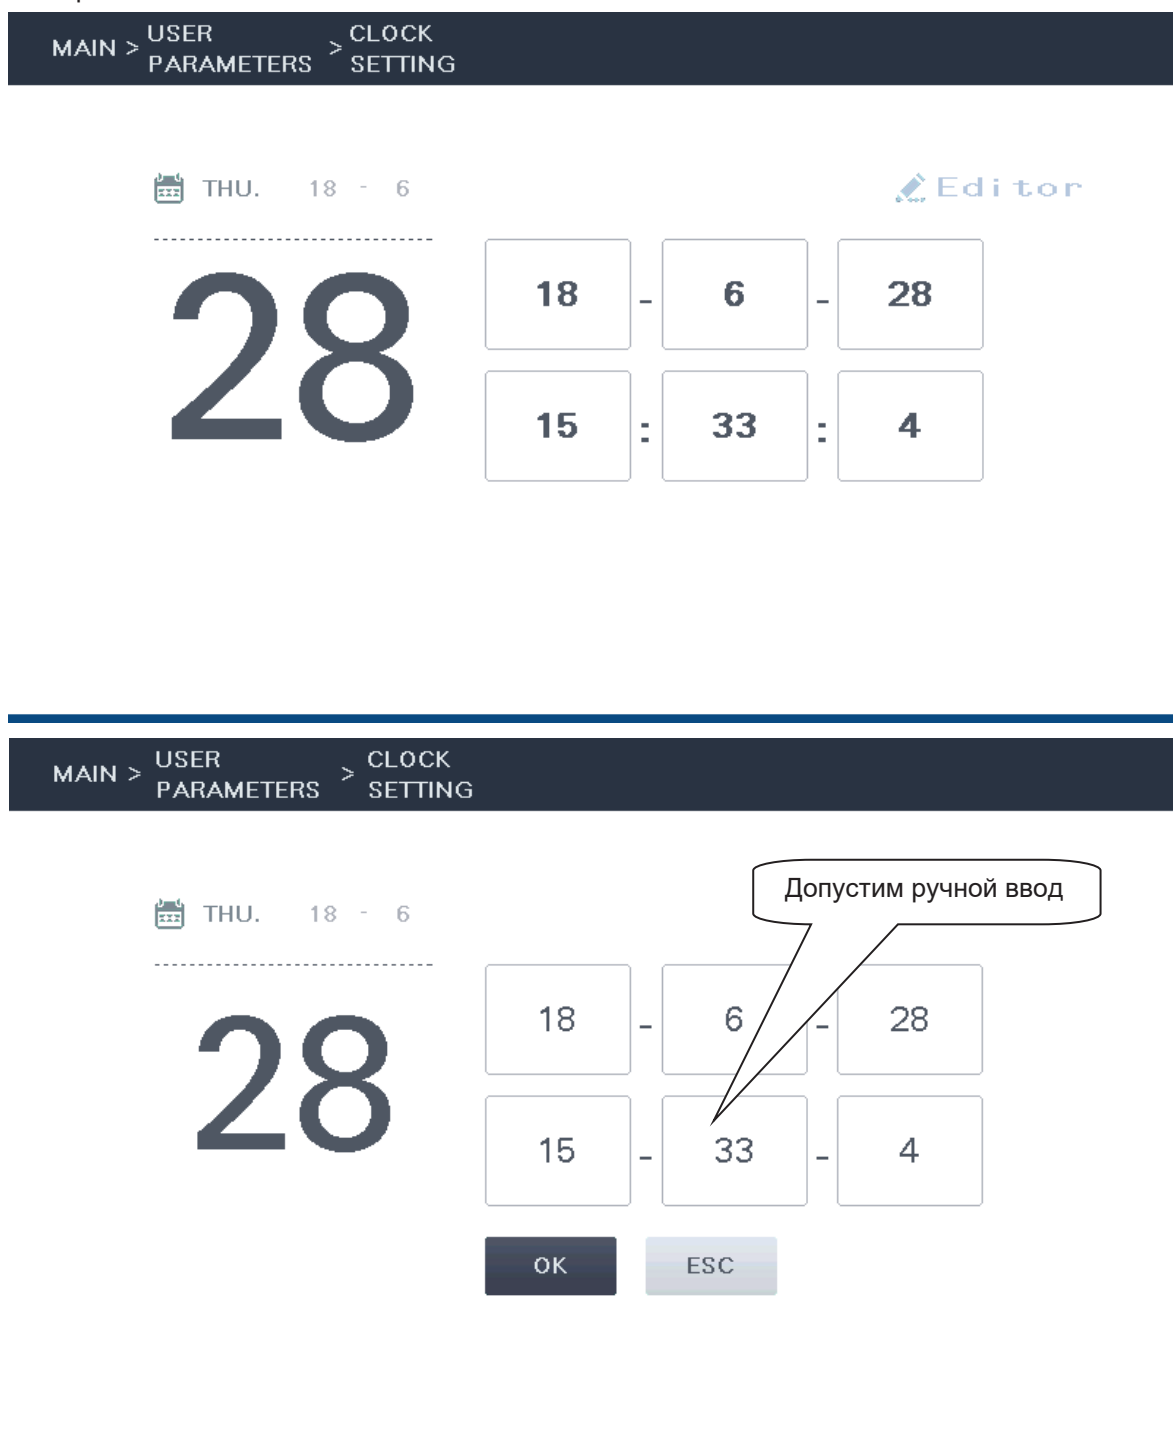 MAIN > USER PARAMETERS > CLOCK SETTING
THU. 18 - 6
Editor
28
18 - 6 - 28
15 : 33 : 4
MAIN > USER PARAMETERS > CLOCK SETTING
Допустим ручной ввод
THU. 18 - 6
28
18 - 6 - 28
15 - 33 - 4
OK
ESC